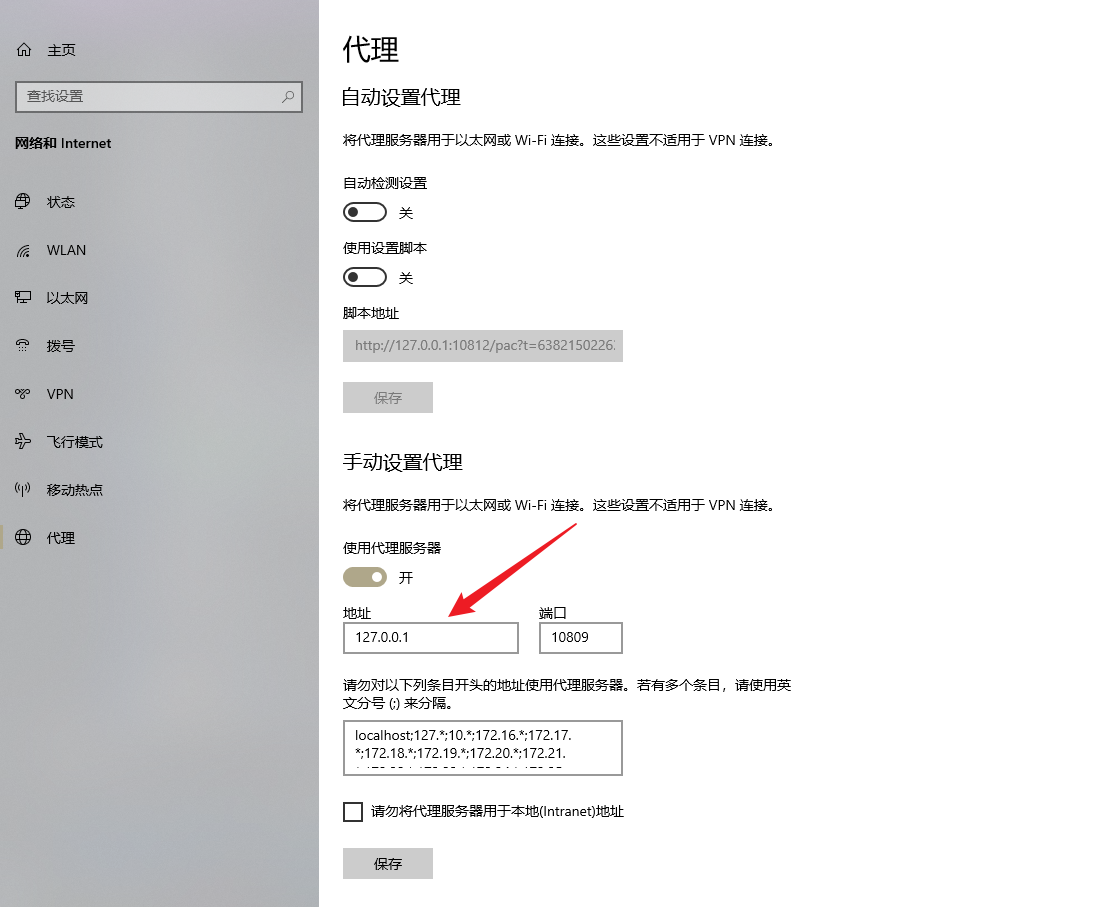 主页
查找设置
网络和 Internet
状态
WLAN
以太网
拨号
VPN
飞行模式
移动热点
代理
代理
自动设置代理
将代理服务器用于以太网或 Wi-Fi 连接。这些设置不适用于 VPN 连接。
自动检测设置
关
使用设置脚本
关
脚本地址
http://127.0.0.1:10812/pac?t=638215022
保存
手动设置代理
将代理服务器用于以太网或 Wi-Fi 连接。这些设置不适用于 VPN 连接。
使用代理服务器
开
地址 端口
127.0.0.1 10809
请勿对以下列条目开头的地址使用代理服务器。若有多个条目，请使用英
文分号 (;) 来分隔。
localhost;127.*;10.*;172.16.*;172.17.
*;172.18.*;172.19.*;172.20.*;172.21.
请勿将代理服务器用于本地(Intranet)地址
保存